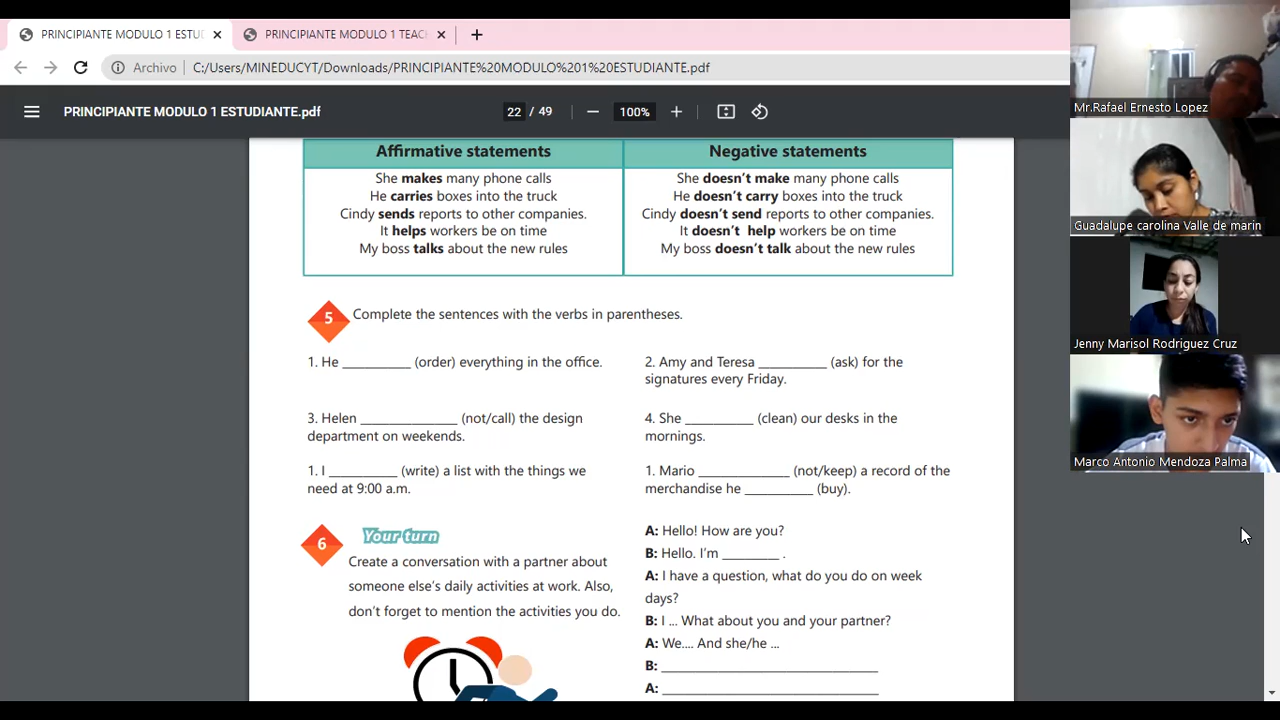 PRINCIPIANTE MODULO 1 ESTU
PRINCIPIANTE MODULO 1 TEAC
Archivo
C:/Users/MINEDUCYT/Downloads/PRINCIPIANTE%20MODULO%201%20ESTUDIANTE.pdf
PRINCIPIANTE MODULO 1 ESTUDIANTE.pdf
22 / 49
100%
Affirmative statements
She makes many phone calls
He carries boxes into the truck
Cindy sends reports to other companies.
It helps workers be on time
My boss talks about the new rules
Negative statements
She doesn't make many phone calls
He doesn't carry boxes into the truck
Cindy doesn't send reports to other companies.
It doesn't help workers be on time
My boss doesn't talk about the new rules
5 Complete the sentences with the verbs in parentheses.
1. He __________ (order) everything in the office.
2. Amy and Teresa __________ (ask) for the
signatures every Friday.
3. Helen ______________ (not/call) the design
department on weekends.
4. She __________ (clean) our desks in the
mornings.
1. I __________ (write) a list with the things we
need at 9:00 a.m.
1. Mario _____________ (not/keep) a record of the
merchandise he __________ (buy).
6 Your turn
Create a conversation with a partner about
someone else's daily activities at work. Also,
don't forget to mention the activities you do.
A: Hello! How are you?
B: Hello. I'm ________ .
A: I have a question, what do you do on week
days?
B: I ... What about you and your partner?
A: We.... And she/he ...
B: ________________________________
A: ________________________________
Mr.Rafael Ernesto Lopez
Guadalupe carolina Valle de marin
Jenny Marisol Rodriguez Cruz
Marco Antonio Mendoza Palma